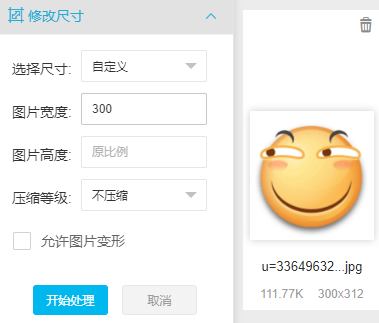 修改尺寸
选择尺寸: 自定义
图片宽度: 300
图片高度: 原比例
压缩等级: 不压缩
允许图片变形
开始处理 取消
u=33649632...jpg
111.77K 300x312